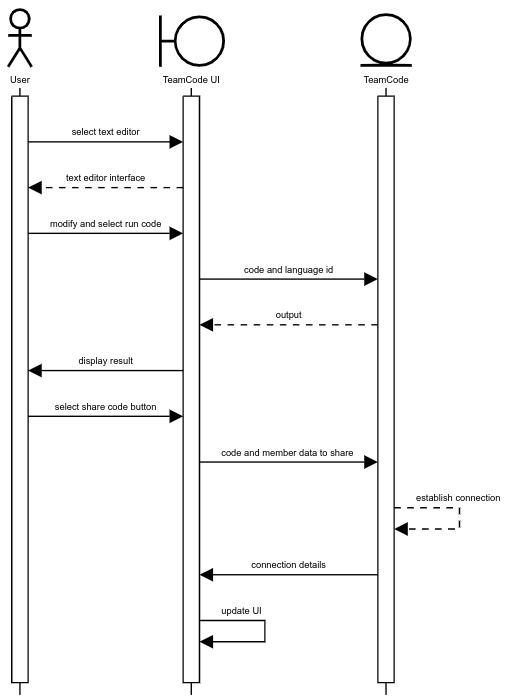 User
TeamCode UI
TeamCode
select text editor
text editor interface
modify and select run code
code and language id
output
display result
select share code button
code and member data to share
establish connection
connection details
update UI